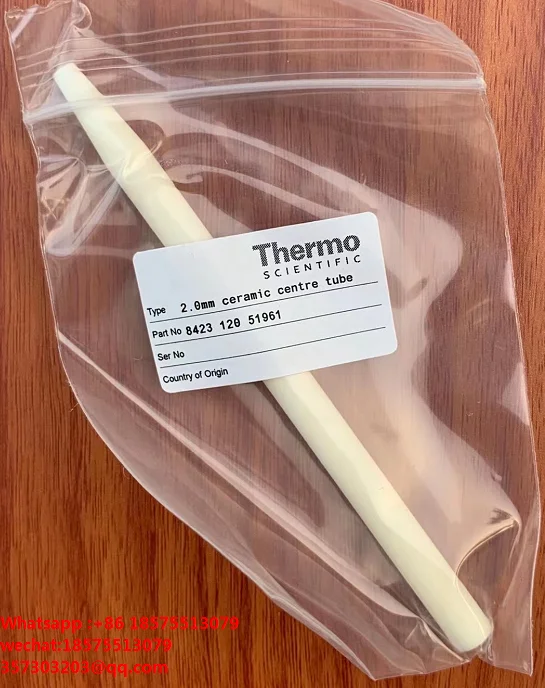 Thermo
SCIENTIFIC
Type 2.0mm ceramic centre tube
Part No 8423 120 51961
Ser No
Country of Origin
Whatsapp :+86 18575513079
wechat:18575513079
357303203@qq.com